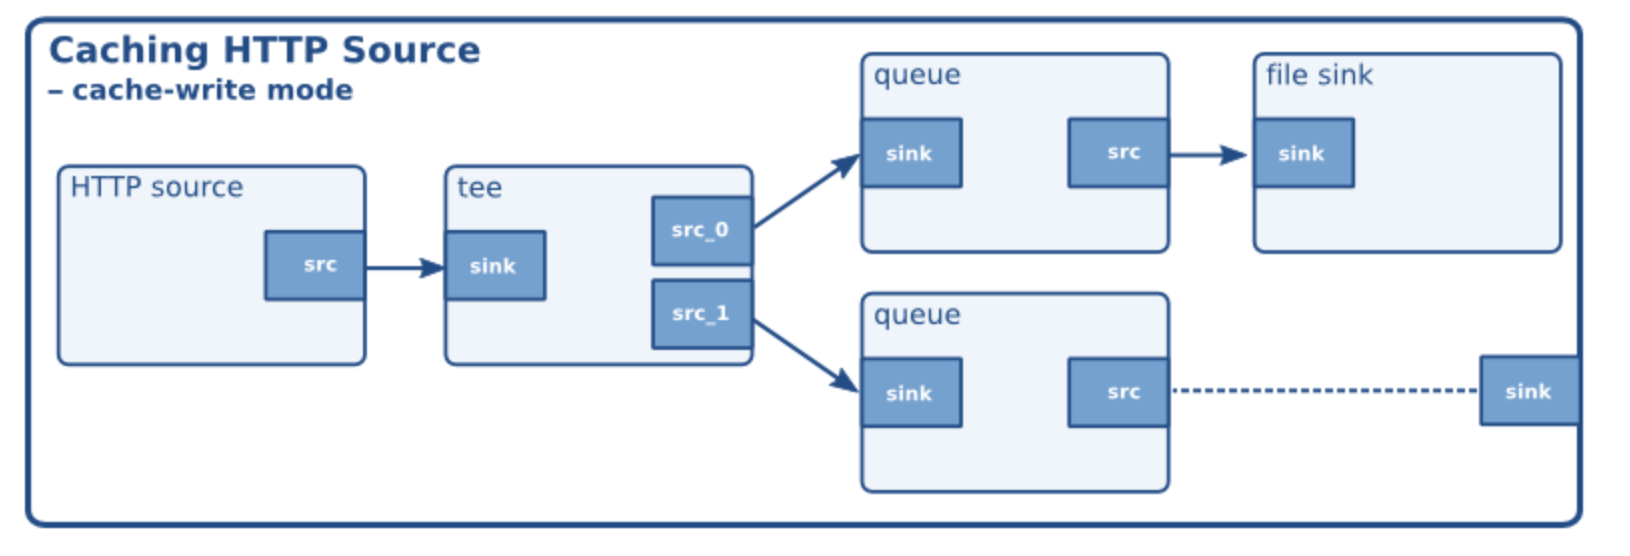 Caching HTTP Source
– cache-write mode
HTTP source
src
tee
sink
src_0
src_1
queue
sink
src
file sink
sink
queue
sink
src
sink